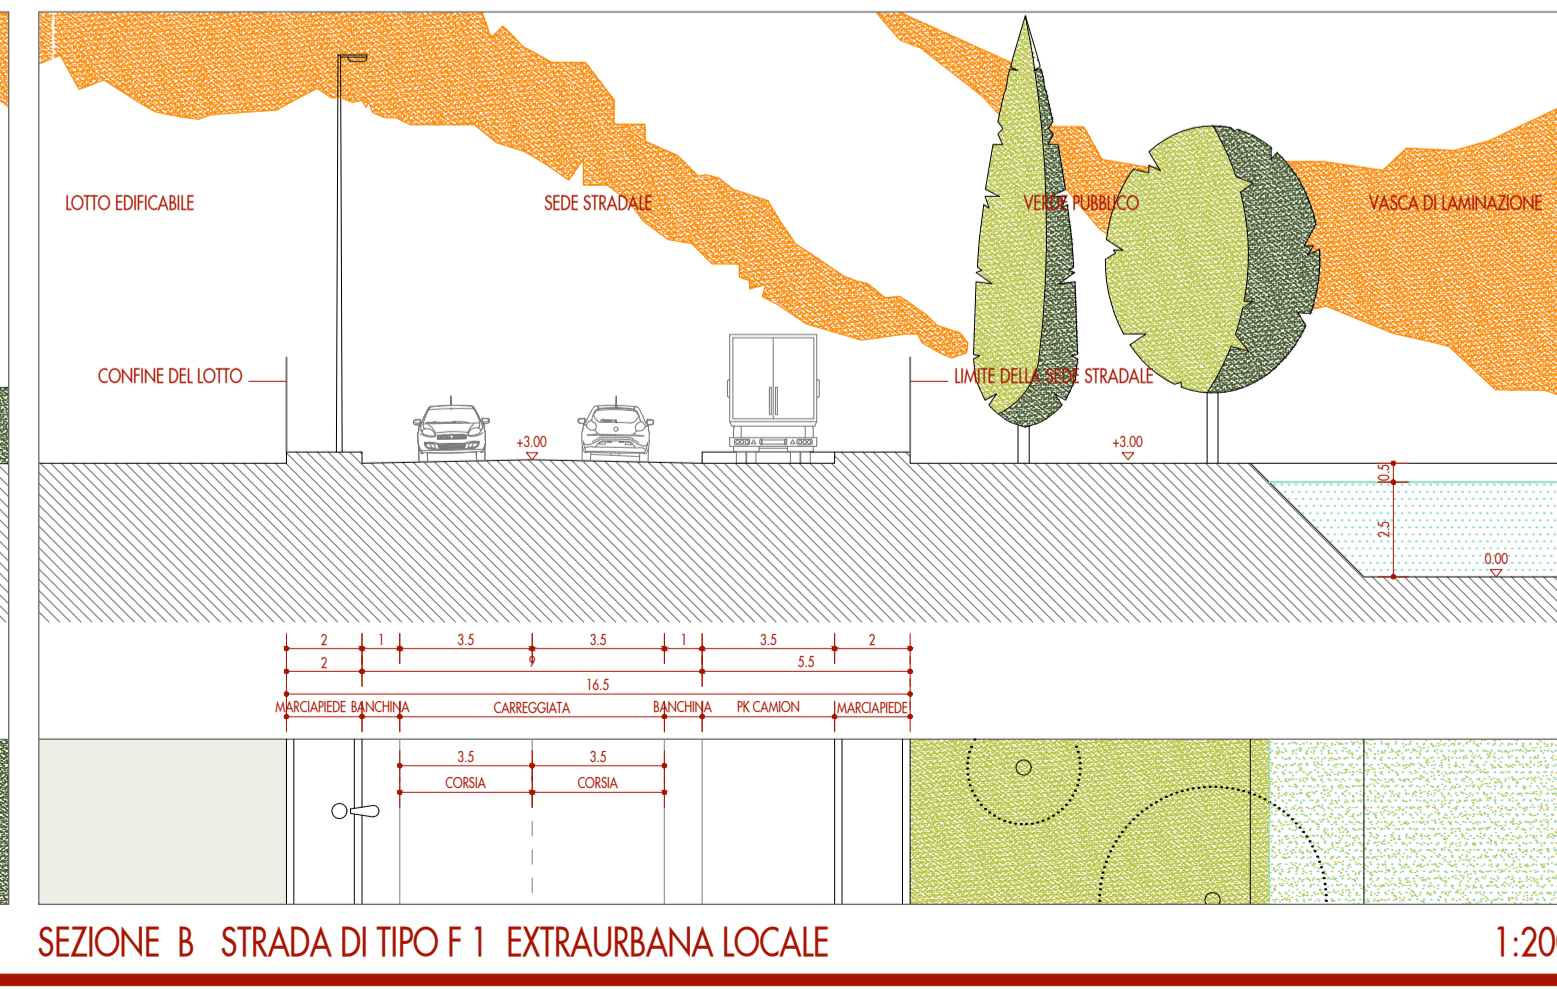 LOTTO EDIFICABILE
SEDE STRADALE
VERDE PUBBLICO
VASCA DI LAMINAZIONE
CONFINE DEL LOTTO
LIMITE DELLA SEDE STRADALE
+3.00
+3.00
0.5
2.5
0.00
2 1 3.5 3.5 1 3.5 2
2 9 5.5
16.5
MARCIAPIEDE BANCHINA CARREGGIATA BANCHINA PK CAMION MARCIAPIEDE
3.5 3.5
CORSIA CORSIA
SEZIONE B STRADA DI TIPO F 1 EXTRAURBANA LOCALE